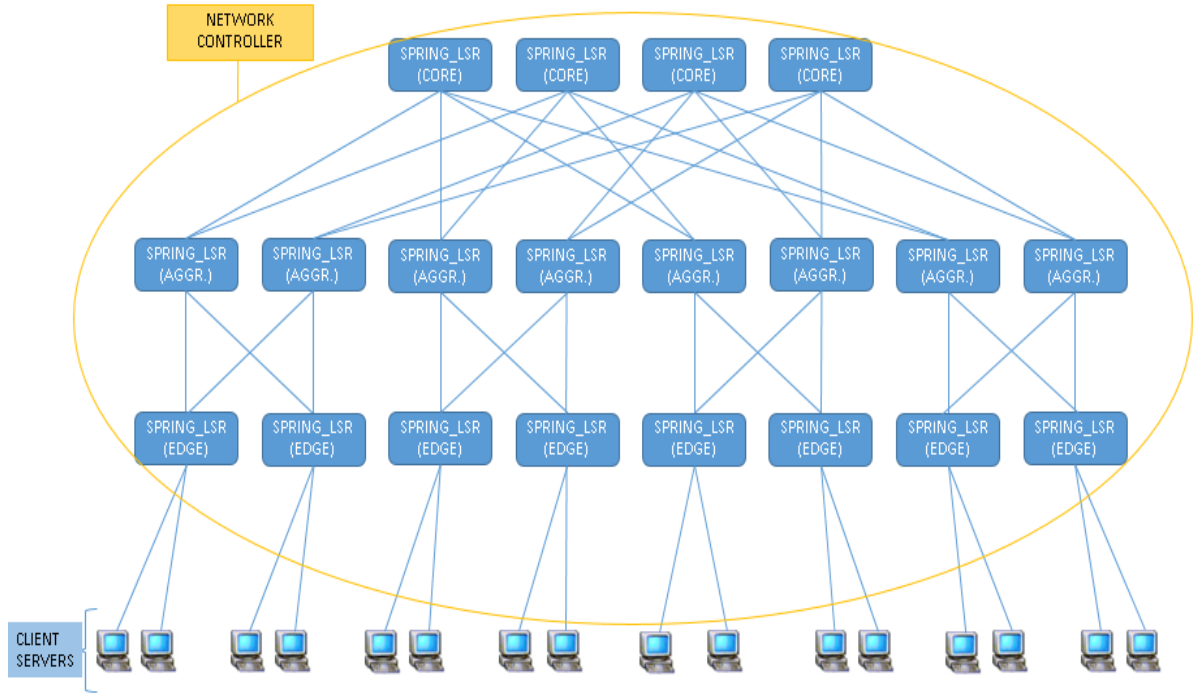 NETWORK
CONTROLLER
SPRING_LSR
(CORE)
SPRING_LSR
(CORE)
SPRING_LSR
(CORE)
SPRING_LSR
(CORE)
SPRING_LSR
(AGGR.)
SPRING_LSR
(AGGR.)
SPRING_LSR
(AGGR.)
SPRING_LSR
(AGGR.)
SPRING_LSR
(AGGR.)
SPRING_LSR
(AGGR.)
SPRING_LSR
(AGGR.)
SPRING_LSR
(AGGR.)
SPRING_LSR
(EDGE)
SPRING_LSR
(EDGE)
SPRING_LSR
(EDGE)
SPRING_LSR
(EDGE)
SPRING_LSR
(EDGE)
SPRING_LSR
(EDGE)
SPRING_LSR
(EDGE)
SPRING_LSR
(EDGE)
CLIENT
SERVERS